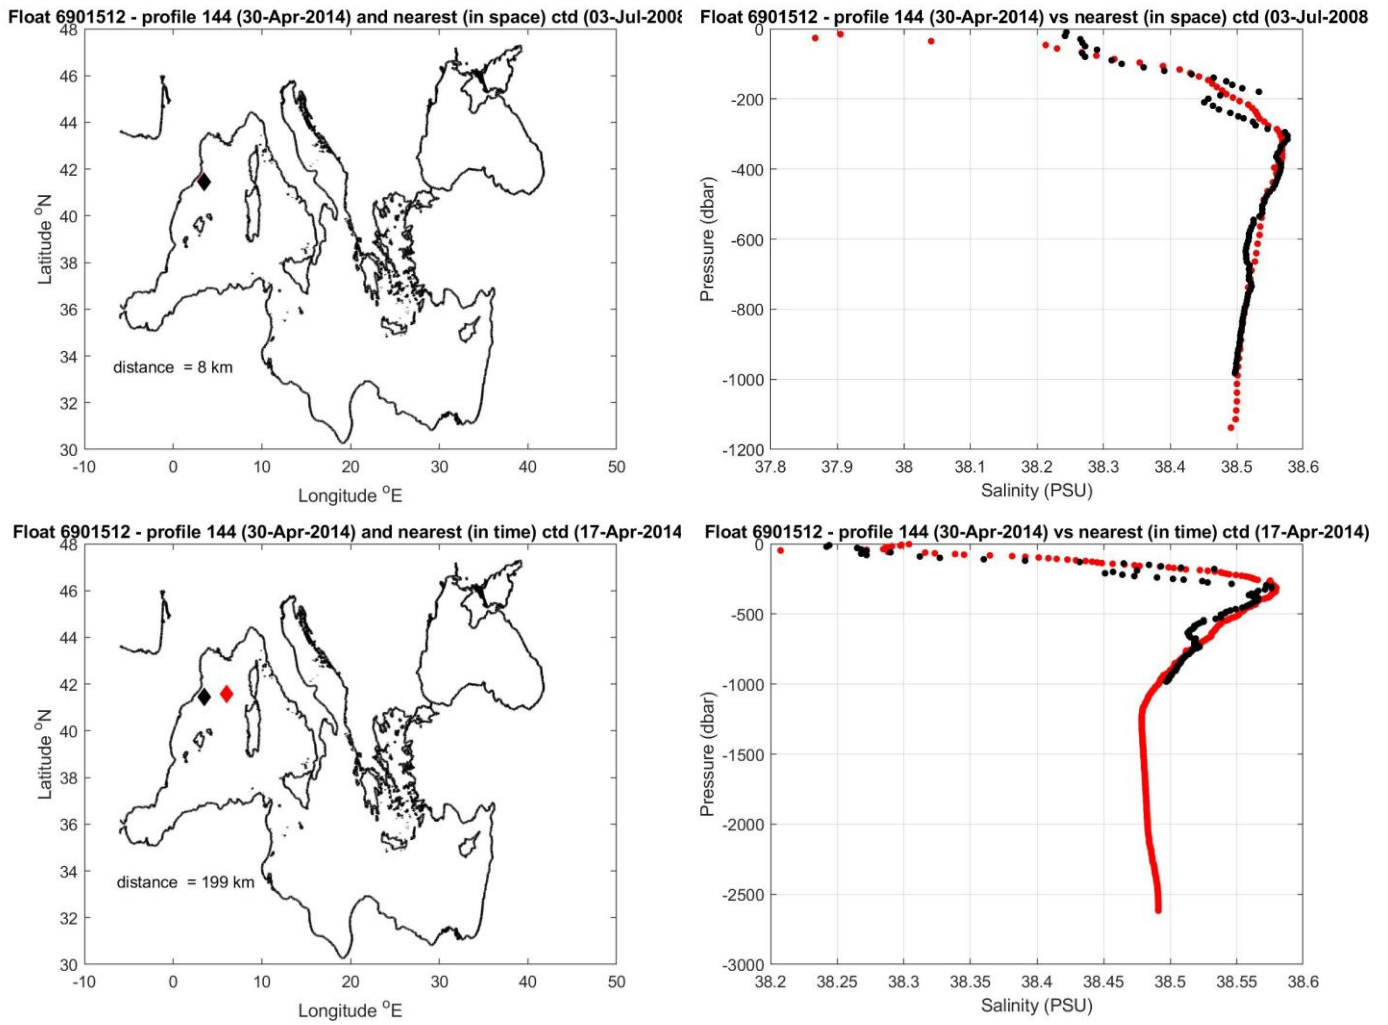 Float 6901512 - profile 144 (30-Apr-2014) and nearest (in space) ctd (03-Jul-2008
48
46
44
42
40
38
36
34
32
30
Latitude °N
distance = 8 km
-10 0 10 20 30 40 50
Longitude °E
Float 6901512 - profile 144 (30-Apr-2014) vs nearest (in space) ctd (03-Jul-2008
0
-200
-400
-600
-800
-1000
-1200
Pressure (dbar)
37.8 37.9 38 38.1 38.2 38.3 38.4 38.5 38.6
Salinity (PSU)
Float 6901512 - profile 144 (30-Apr-2014) and nearest (in time) ctd (17-Apr-2014
48
46
44
42
40
38
36
34
32
30
Latitude °N
distance = 199 km
-10 0 10 20 30 40 50
Longitude °E
Float 6901512 - profile 144 (30-Apr-2014) vs nearest (in time) ctd (17-Apr-2014)
0
-500
-1000
-1500
-2000
-2500
-3000
Pressure (dbar)
38.2 38.25 38.3 38.35 38.4 38.45 38.5 38.55 38.6
Salinity (PSU)